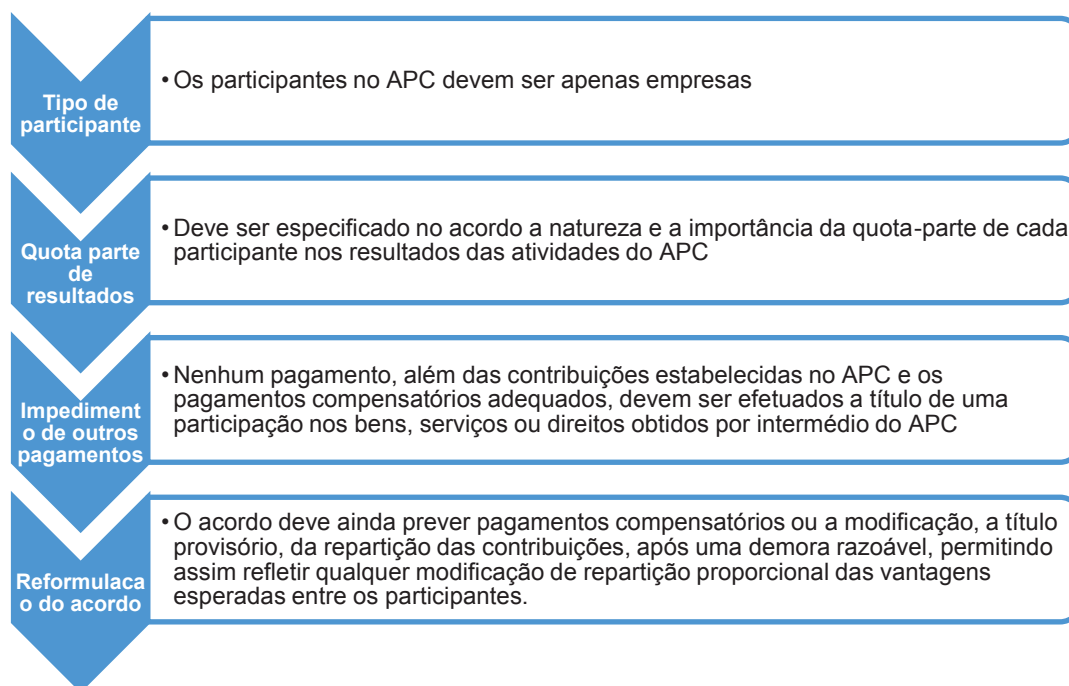 Tipo de
participante
• Os participantes no APC devem ser apenas empresas
Quota parte
de
resultados
• Deve ser especificado no acordo a natureza e a importância da quota-parte de cada
participante nos resultados das atividades do APC
Impediment
o de outros
pagamentos
• Nenhum pagamento, além das contribuições estabelecidas no APC e os
pagamentos compensatórios adequados, devem ser efetuados a título de uma
participação nos bens, serviços ou direitos obtidos por intermédio do APC
Reformulaca
o do acordo
• O acordo deve ainda prever pagamentos compensatórios ou a modificação, a título
provisório, da repartição das contribuições, após uma demora razoável, permitindo
assim refletir qualquer modificação de repartição proporcional das vantagens
esperadas entre os participantes.